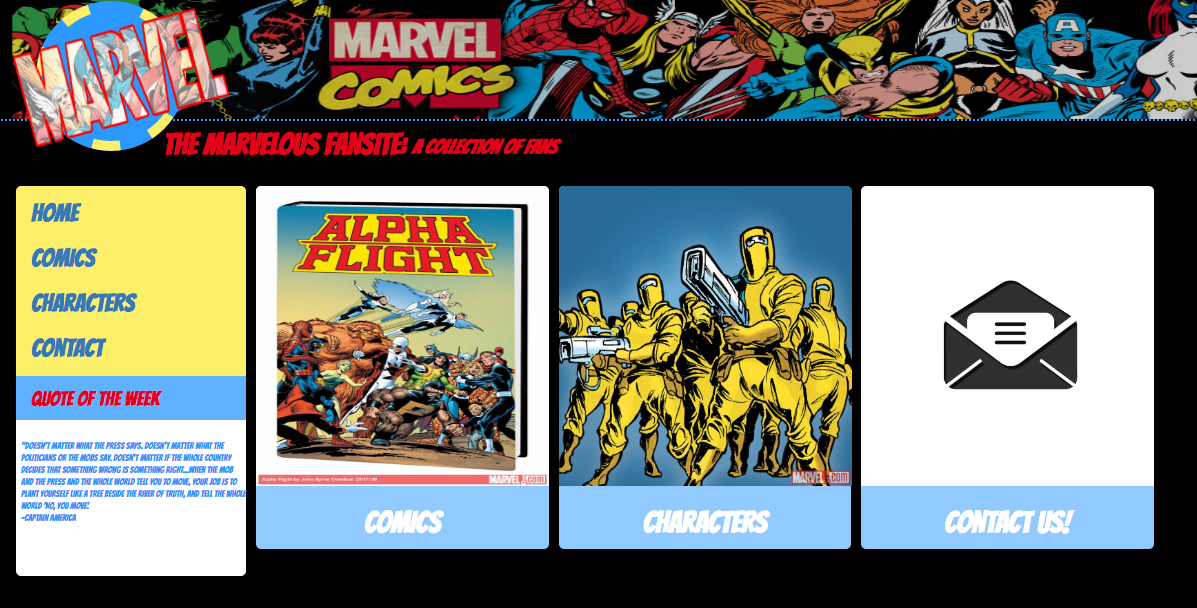 MARVEL
MARVEL
COMICS
THE MARVELOUS FANSITE: A COLLECTION OF FANS
HOME
COMICS
CHARACTERS
CONTACT
QUOTE OF THE WEEK
"DOESN'T MATTER WHAT THE PRESS SAYS. DOESN'T MATTER WHAT THE
POLITICIANS OR THE MOBS SAY. DOESN'T MATTER IF THE WHOLE COUNTRY
DECIDES THAT SOMETHING WRONG IS SOMETHING RIGHT...WHEN THE MOB
AND THE PRESS AND THE WHOLE WORLD TELL YOU TO MOVE, YOUR JOB IS TO
PLANT YOURSELF LIKE A TREE BESIDE THE RIVER OF TRUTH, AND TELL THE WHOLE
WORLD 'NO, YOU MOVE.'
-CAPTAIN AMERICA
ALPHA
FLIGHT
Alpha Flight by John Byrne Omnibus (2017) #0
MARVEL.com
COMICS
MARVEL.com
CHARACTERS
CONTACT US!